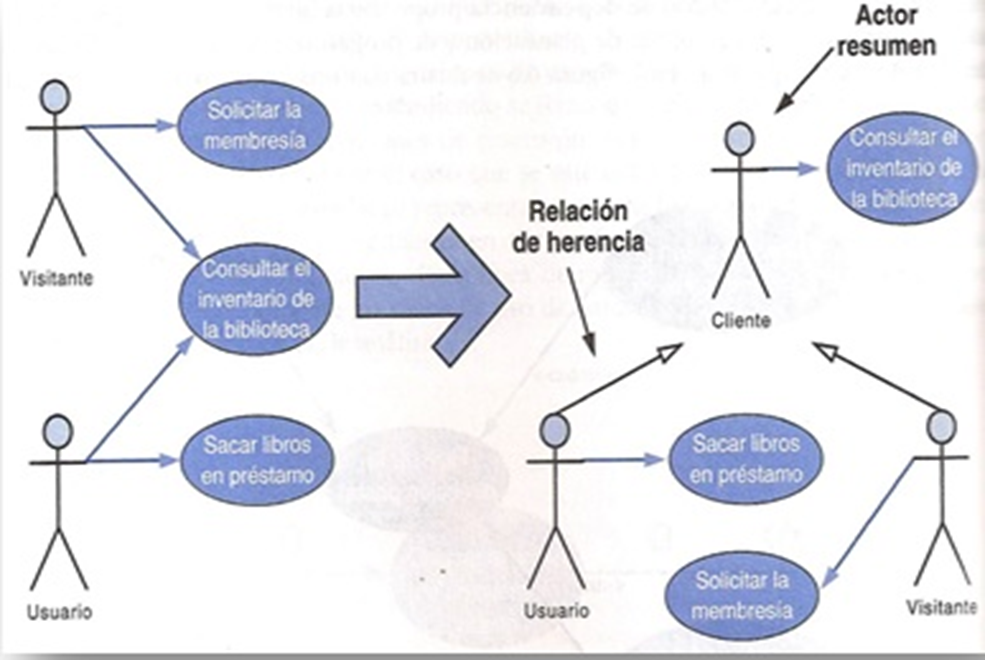 Solicitar la
membresía
Visitante
Consultar el
inventario de
la biblioteca
Sacar libros
en préstamo
Usuario
Relación
de herencia
Actor
resumen
Consultar el
inventario de
la biblioteca
Cliente
Sacar libros
en préstamo
Usuario
Solicitar la
membresía
Visitante